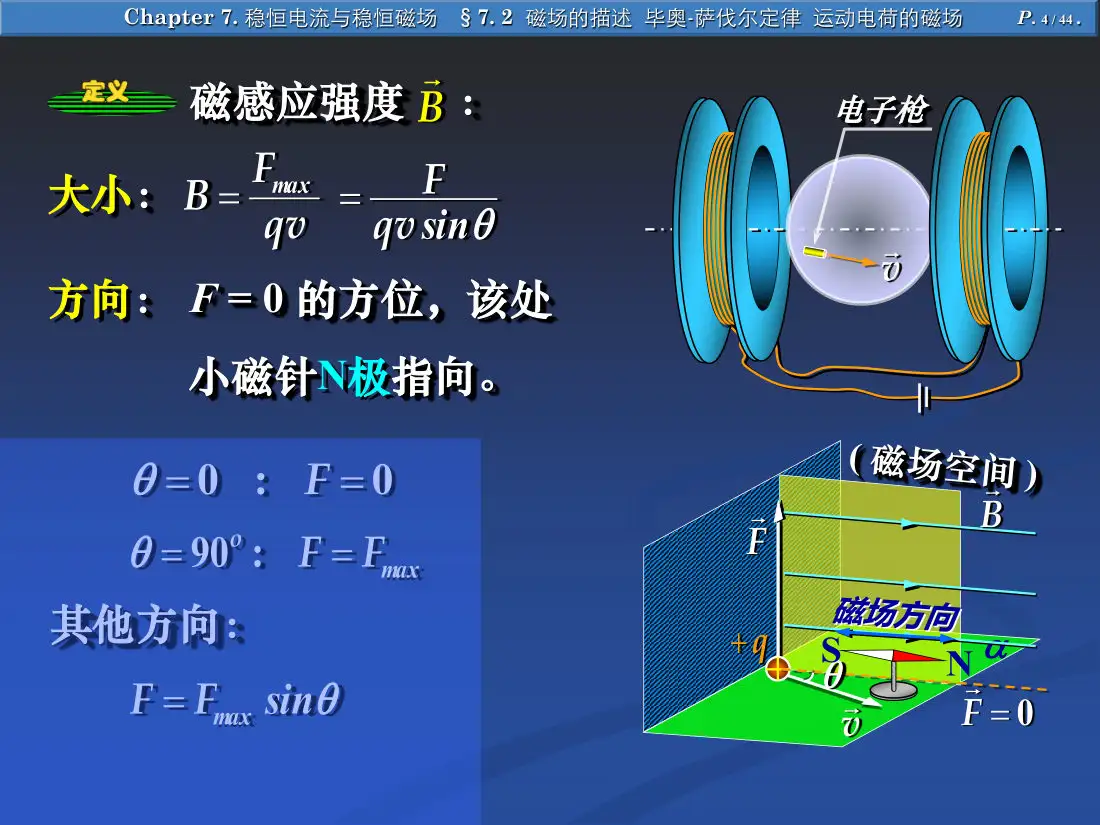 Chapter 7. 稳恒电流与稳恒磁场 §7. 2 磁场的描述 毕奥-萨伐尔定律 运动电荷的磁场 P. 4 / 44 .
定义 磁感应强度 B⃗ ：
大小： B = F_max / qv = F / qv sinθ
方向： F = 0 的方位，该处
小磁针N极指向。
θ = 0 ： F = 0
θ = 90° ： F = F_max
其他方向：
F = F_max sinθ
电子枪
v⃗
( 磁场空间 )
B⃗
F⃗
磁场方向
+q
S
N
α
θ
v⃗
F⃗ = 0